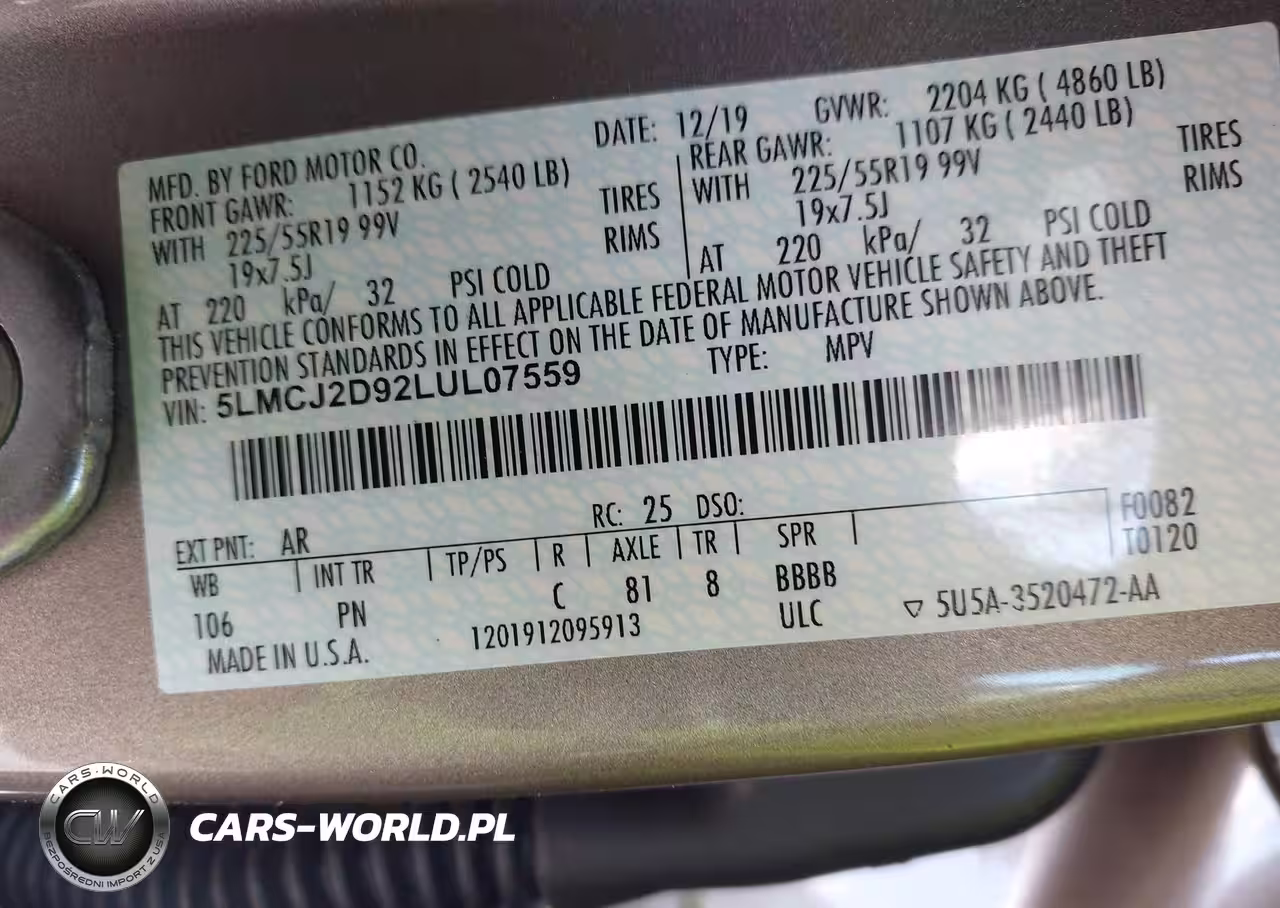 DATE: 12/19 GVWR: 2204 KG ( 4860 LB)
MFD. BY FORD MOTOR CO.
FRONT GAWR: 1152 KG ( 2540 LB) REAR GAWR: 1107 KG ( 2440 LB)
WITH 225/55R19 99V TIRES WITH 225/55R19 99V TIRES
19x7.5J RIMS 19x7.5J RIMS
AT 220 kPa/ 32 PSI COLD AT 220 kPa/ 32 PSI COLD
THIS VEHICLE CONFORMS TO ALL APPLICABLE FEDERAL MOTOR VEHICLE SAFETY AND THEFT
PREVENTION STANDARDS IN EFFECT ON THE DATE OF MANUFACTURE SHOWN ABOVE.
VIN: 5LMCJ2D92LUL07559 TYPE: MPV
EXT PNT: AR RC: 25 DSO: F0082
WB INT TR TP/PS R AXLE TR SPR T0120
106 PN C 81 8 BBBB
MADE IN U.S.A. 1201912095913 ULC ▽ 5U5A-3520472-AA
CARS-WORLD
CW
BEZPOŚREDNI IMPORT Z USA
CARS-WORLD.PL